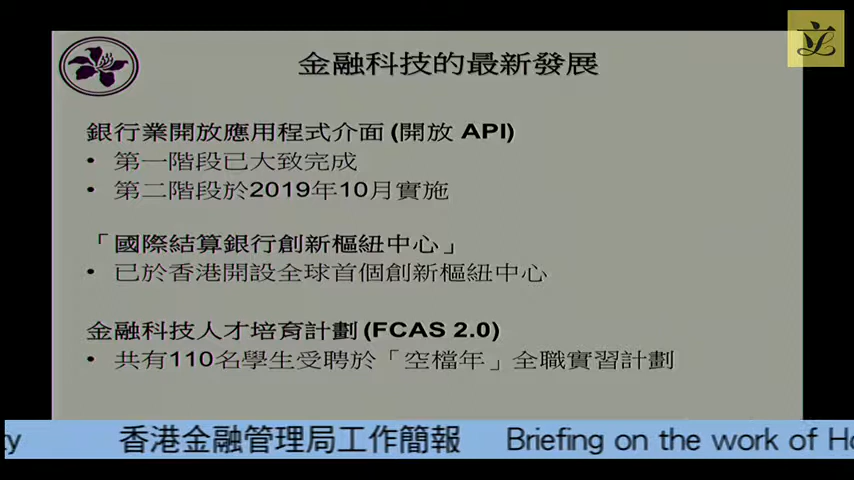 金融科技的最新發展
銀行業開放應用程式介面 (開放 API)
• 第一階段已大致完成
• 第二階段於2019年10月實施
「國際結算銀行創新樞紐中心」
• 已於香港開設全球首個創新樞紐中心
金融科技人才培育計劃 (FCAS 2.0)
• 共有110名學生受聘於「空檔年」全職實習計劃
ty 香港金融管理局工作簡報 Briefing on the work of Ho